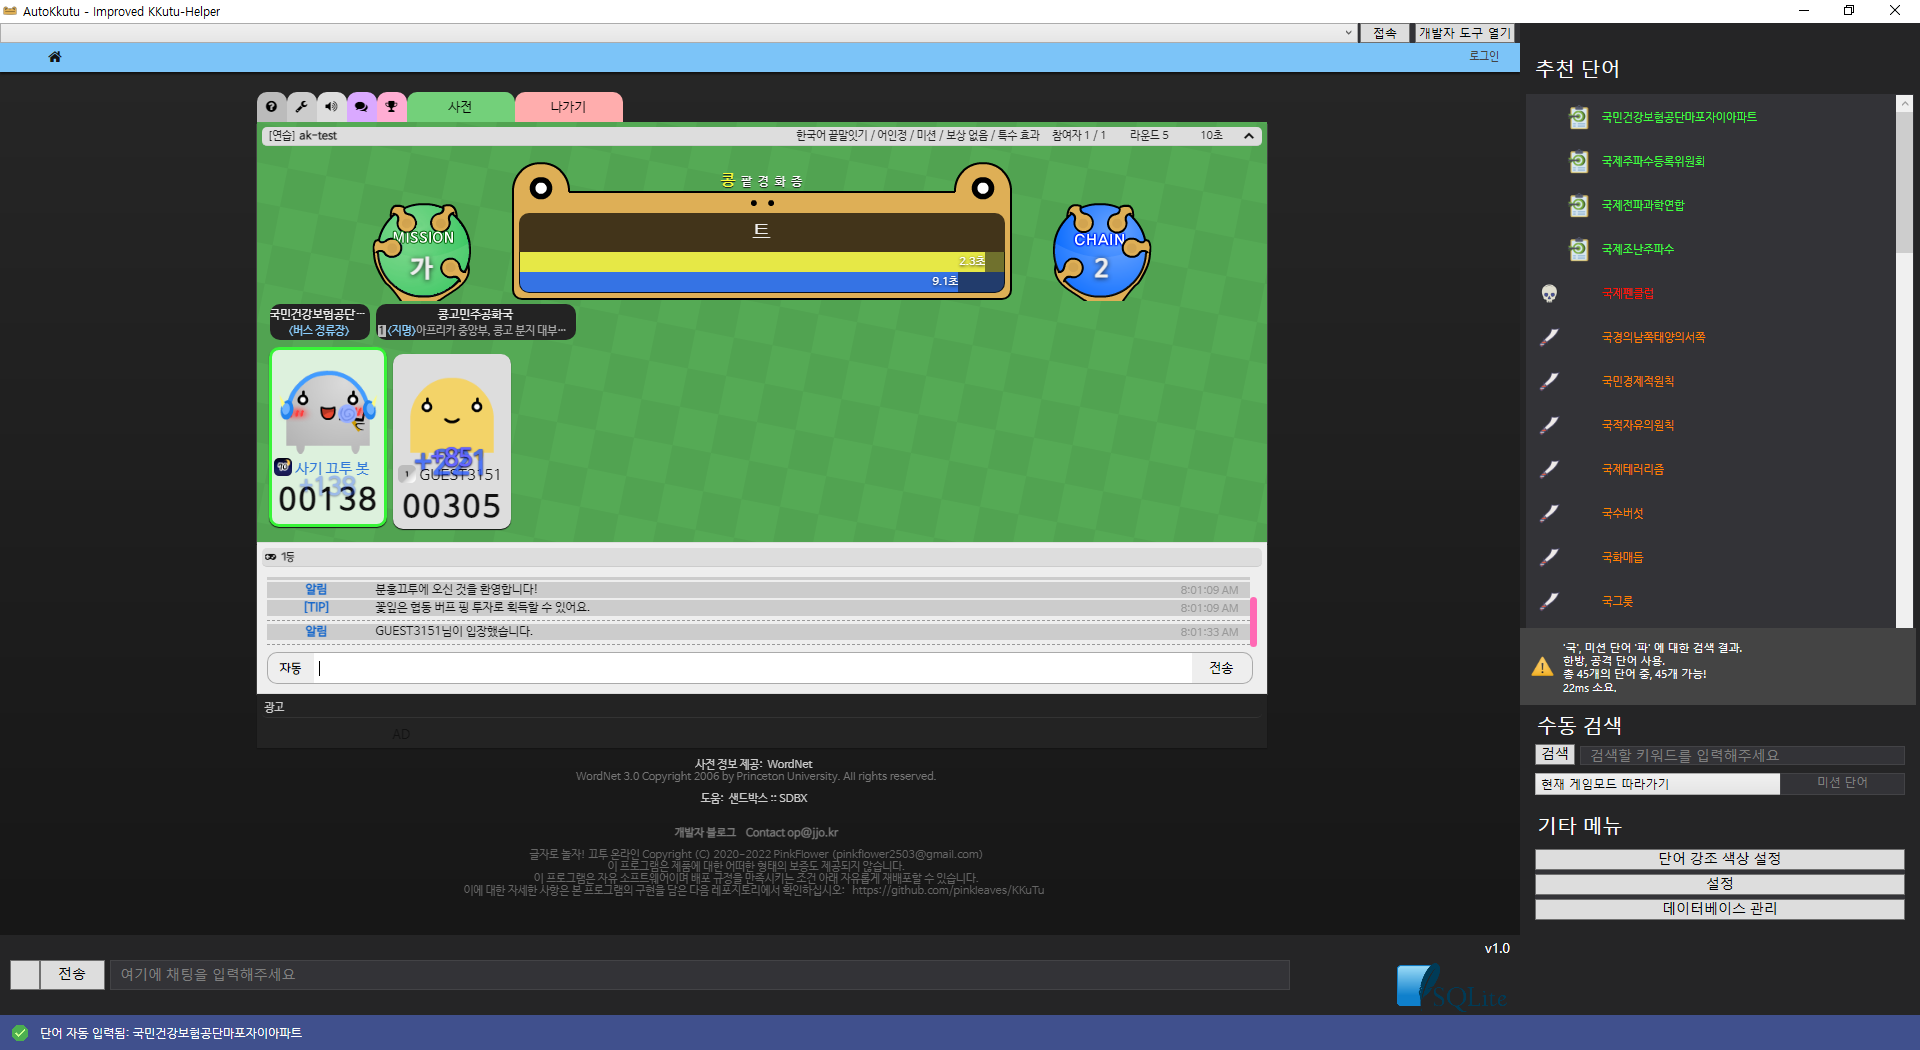 AutoKkutu - Improved KKutu-Helper
접속
개발자 도구 열기
로그인
사전
나가기
[연습] ak-test
한국어 끝말잇기 / 어인정 / 미션 / 보상 없음 / 특수 효과 참여자 1 / 1 라운드 5 10초
콩팥경화증
MISSION
가
트
2.3초
9.1초
CHAIN
2
국민건강보험공단…
<버스 정류장>
콩고민주공화국
1 <지명>아프리카 중앙부, 콩고 분지 대부…
사기 끄투 봇
+138
00138
1 GUEST3151
00305
1등
알림 분홍끄투에 오신 것을 환영합니다! 8:01:09 AM
[TIP] 꽃잎은 협동 버프 핑 투자로 획득할 수 있어요. 8:01:09 AM
알림 GUEST3151님이 입장했습니다. 8:01:33 AM
자동
전송
광고
AD
사전 정보 제공: WordNet
WordNet 3.0 Copyright 2006 by Princeton University. All rights reserved.
도움: 샌드박스 :: SDBX
개발자 블로그 Contact op@jjo.kr
글자로 놀자! 끄투 온라인 Copyright (C) 2020-2022 PinkFlower (pinkflower2503@gmail.com)
이 프로그램은 제품에 대한 어떠한 형태의 보증도 제공되지 않습니다.
이 프로그램은 자유 소프트웨어이며 배포 규정을 만족시키는 조건 아래 자유롭게 재배포할 수 있습니다.
이에 대한 자세한 사항은 본 프로그램의 구현을 담은 다음 레포지토리에서 확인하십시오: https://github.com/pinkleaves/KKuTu
전송
여기에 채팅을 입력해주세요
v1.0
SQLite
단어 자동 입력됨: 국민건강보험공단마포자이아파트
추천 단어
국민건강보험공단마포자이아파트
국제주파수등록위원회
국제전파과학연합
국제조난주파수
국제펜클럽
국경의남쪽태양의서쪽
국민경제적원칙
국적자유의원칙
국제테러리즘
국수버섯
국화매듭
국그릇
'국', 미션 단어 '파' 에 대한 검색 결과.
한방, 공격 단어 사용.
총 45개의 단어 중, 45개 가능!
22ms 소요.
수동 검색
검색
검색할 키워드를 입력해주세요
현재 게임모드 따라가기
미션 단어
기타 메뉴
단어 강조 색상 설정
설정
데이터베이스 관리